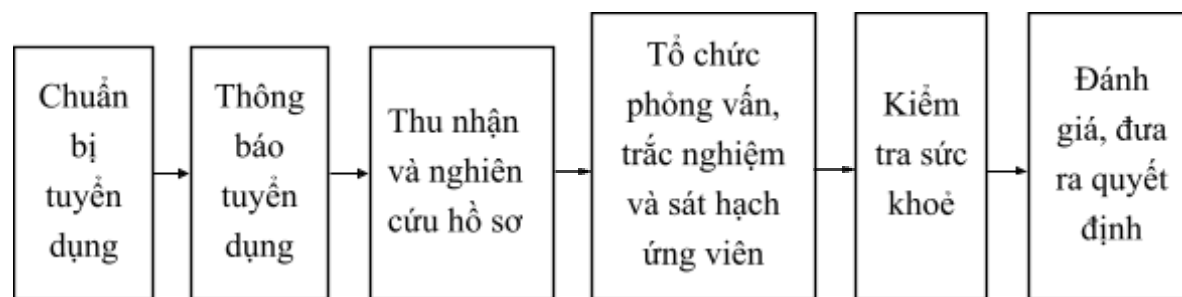 Chuẩn
bị
tuyển
dụng
Thông
báo
tuyển
dụng
Thu nhận
và nghiên
cứu hồ sơ
Tổ chức
phỏng vấn,
trắc nghiệm
và sát hạch
ứng viên
Kiểm
tra sức
khoẻ
Đánh
giá, đưa
ra quyết
định